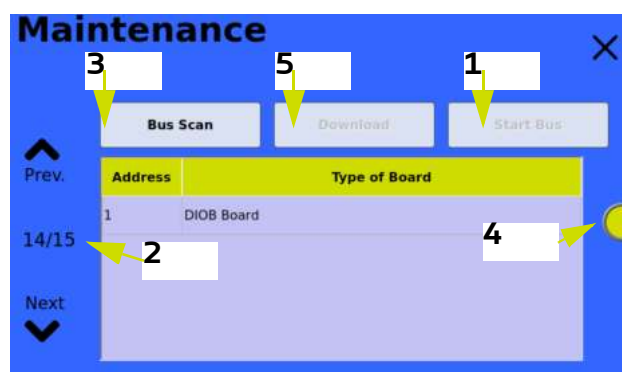 Maintenance
3 5 1
Bus Scan Download Start Bus
Prev.
Address Type of Board
1 DIOB Board
14/15
2
4
Next